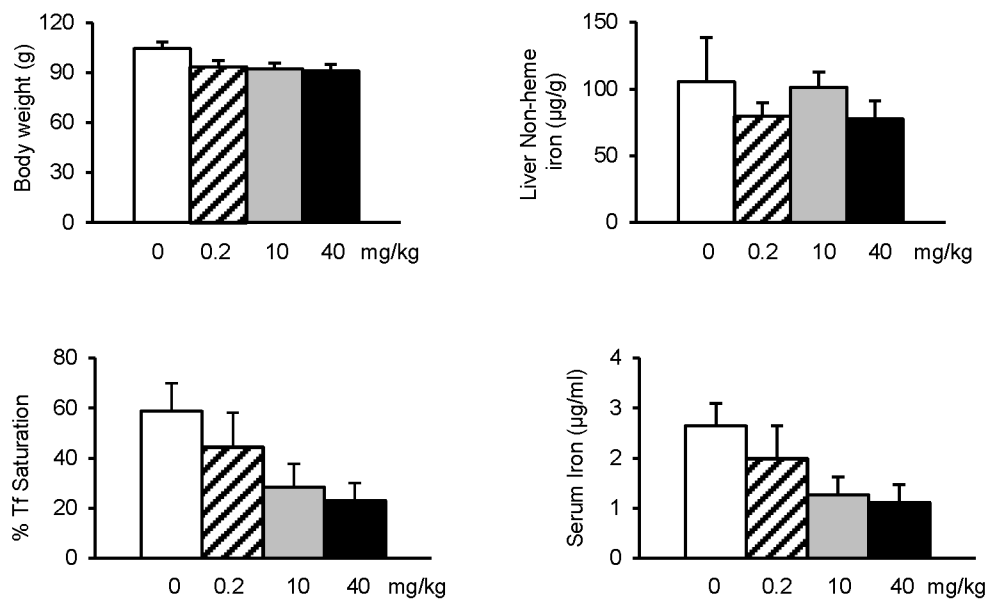 Body weight (g)
120
90
60
30
0
0 0.2 10 40 mg/kg
Liver Non-heme
iron (µg/g)
150
100
50
0
0 0.2 10 40 mg/kg
% Tf Saturation
80
60
40
20
0
0 0.2 10 40 mg/kg
Serum Iron (µg/ml)
4
3
2
1
0
0 0.2 10 40 mg/kg